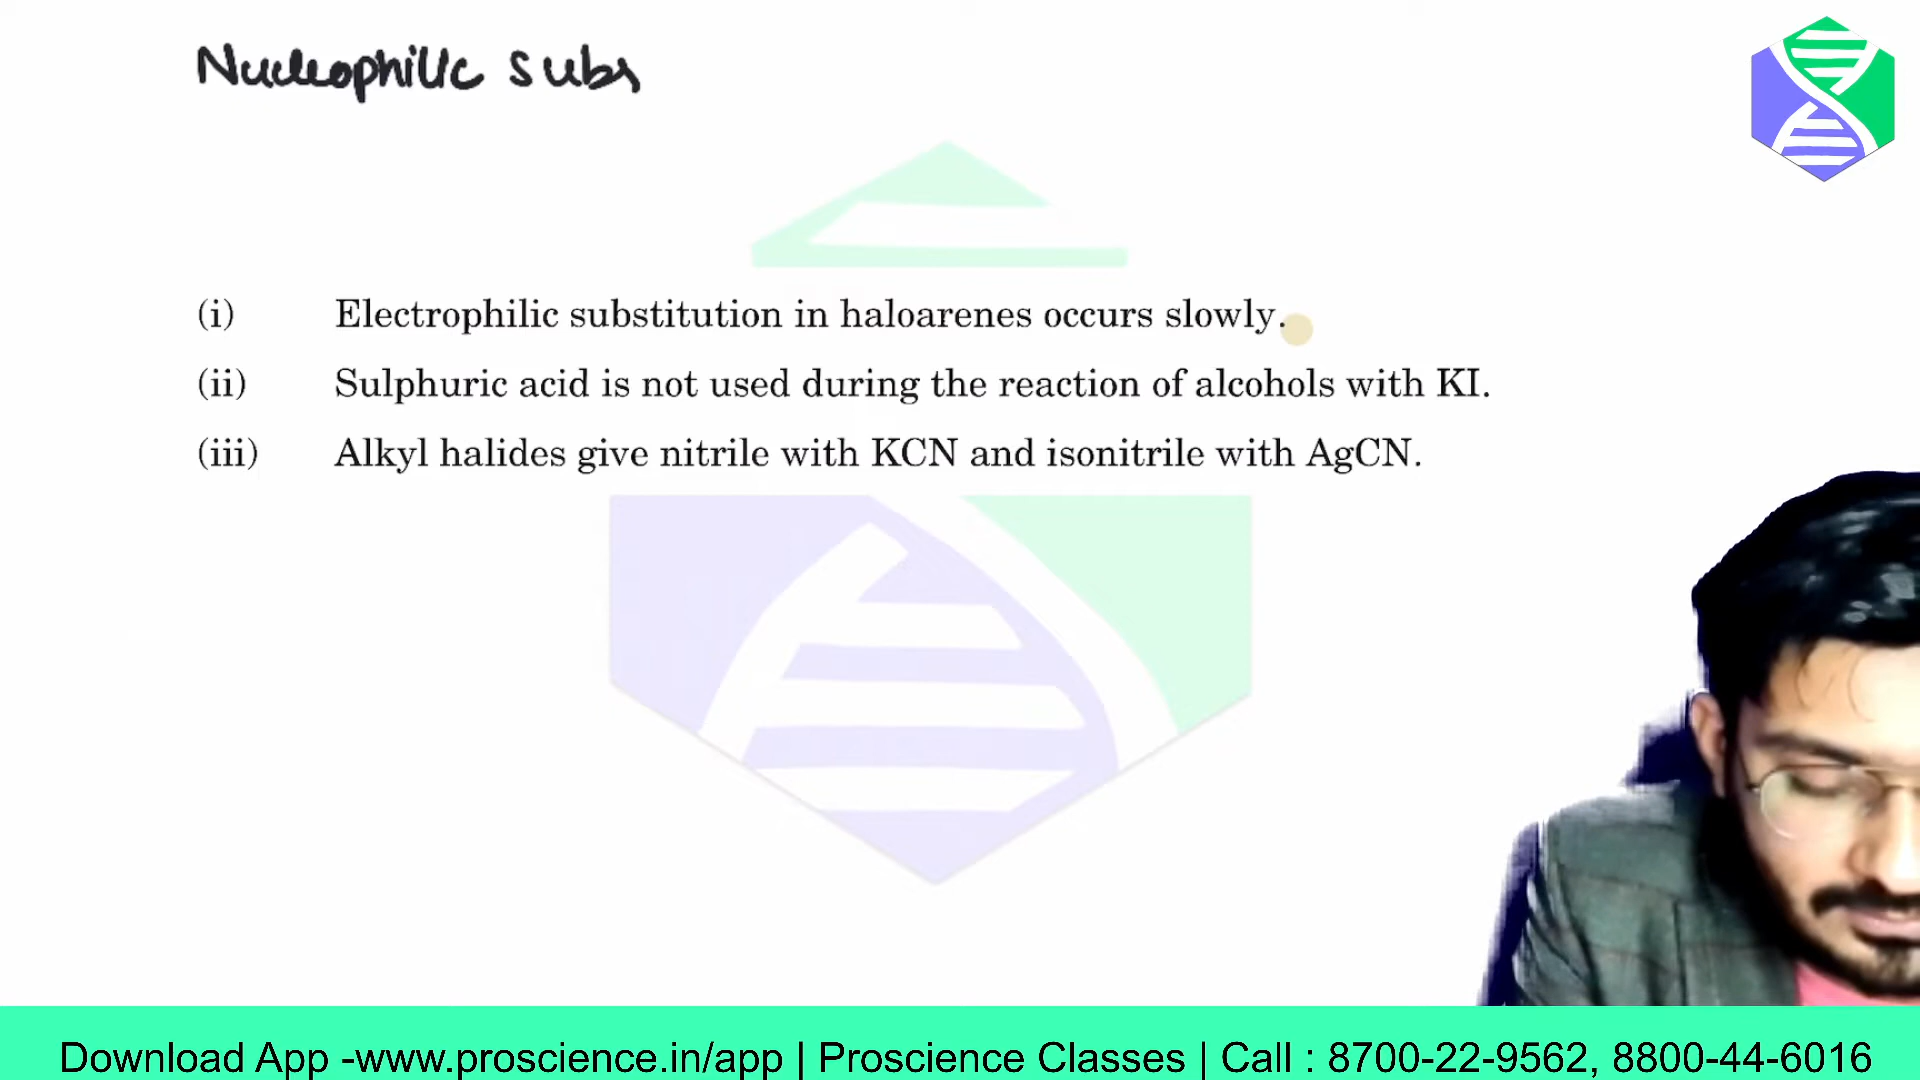 Nucleophilic Subs
(i) Electrophilic substitution in haloarenes occurs slowly.
(ii) Sulphuric acid is not used during the reaction of alcohols with KI.
(iii) Alkyl halides give nitrile with KCN and isonitrile with AgCN.
Download App -www.proscience.in/app | Proscience Classes | Call : 8700-22-9562, 8800-44-6016